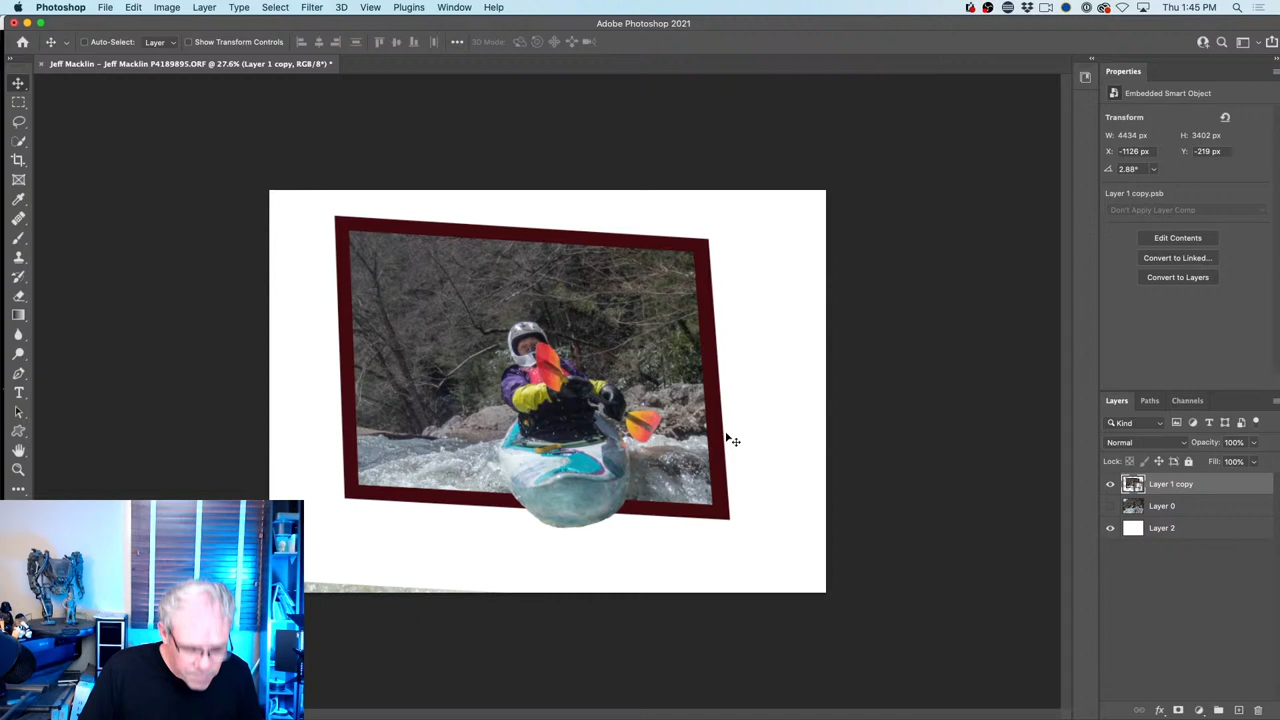 Photoshop File Edit Image Layer Type Select Filter 3D View Plugins Window Help Thu 1:45 PM
Adobe Photoshop 2021
Auto-Select: Layer Show Transform Controls 3D Mode:
Jeff Macklin – Jeff Macklin P4189895.ORF @ 27.6% (Layer 1 copy, RGB/8*) *
Properties
Embedded Smart Object
Transform
W: 4434 px H: 3402 px
X: -1126 px Y: -219 px
2.88°
Layer 1 copy.psb
Don't Apply Layer Comp
Edit Contents
Convert to Linked...
Convert to Layers
Layers Paths Channels
Kind
Normal Opacity: 100%
Lock: Fill: 100%
Layer 1 copy
Layer 0
Layer 2